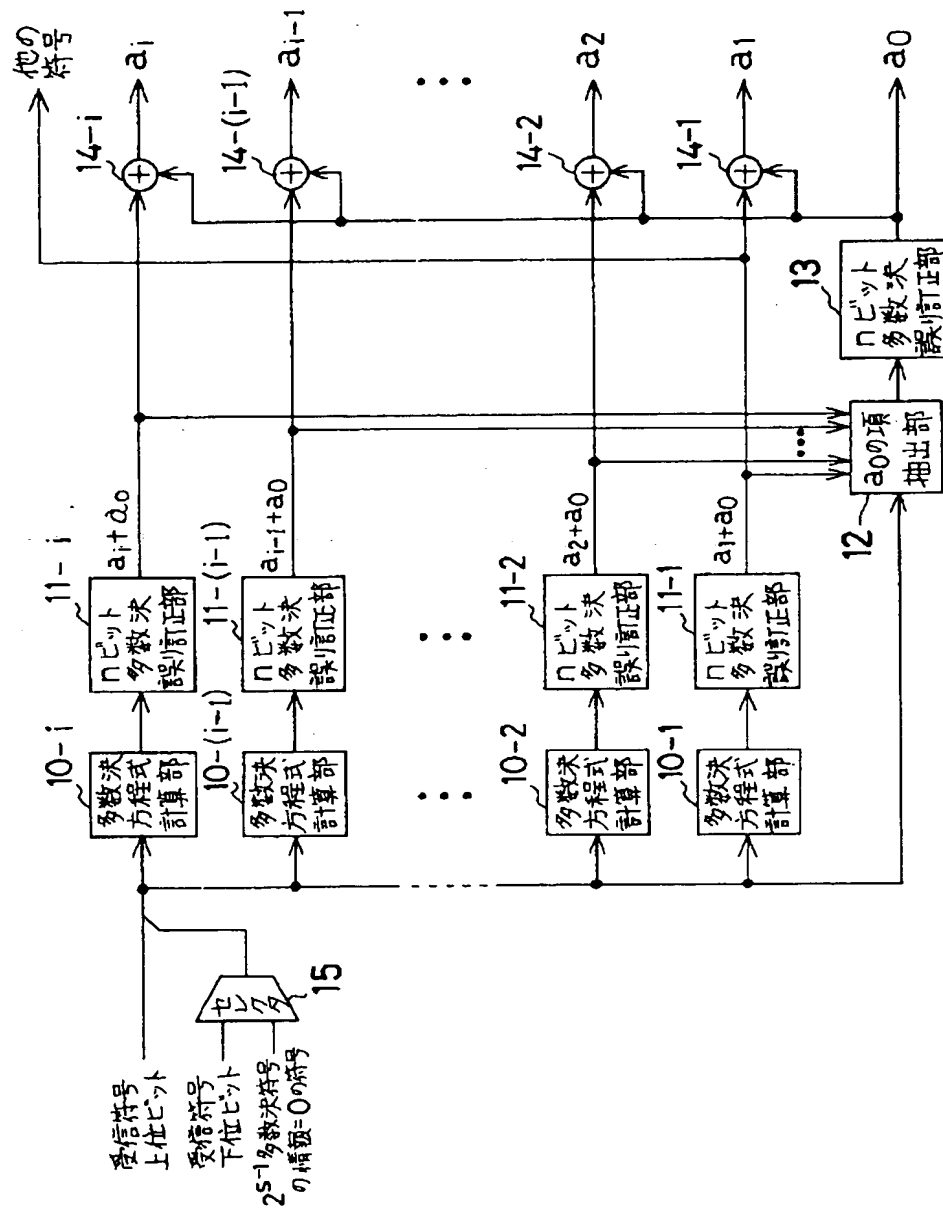 他の
符号
14-i
ai
14-(i-1)
ai-1
14-2
a2
14-1
a1
a0
13
nビット
多数決
誤り訂正部
12
a0の項
抽出部
11-i
nビット
多数決
誤り訂正部
ai+a0
11-(i-1)
nビット
多数決
誤り訂正部
ai-1+a0
11-2
nビット
多数決
誤り訂正部
a2+a0
11-1
nビット
多数決
誤り訂正部
a1+a0
10-i
多数決
方程式
計算部
10-(i-1)
多数決
方程式
計算部
10-2
多数決
方程式
計算部
10-1
多数決
方程式
計算部
15
セレクタ
受信符号
上位ビット
受信符号
下位ビット
2s-1多数決符号
の情報=0の符号